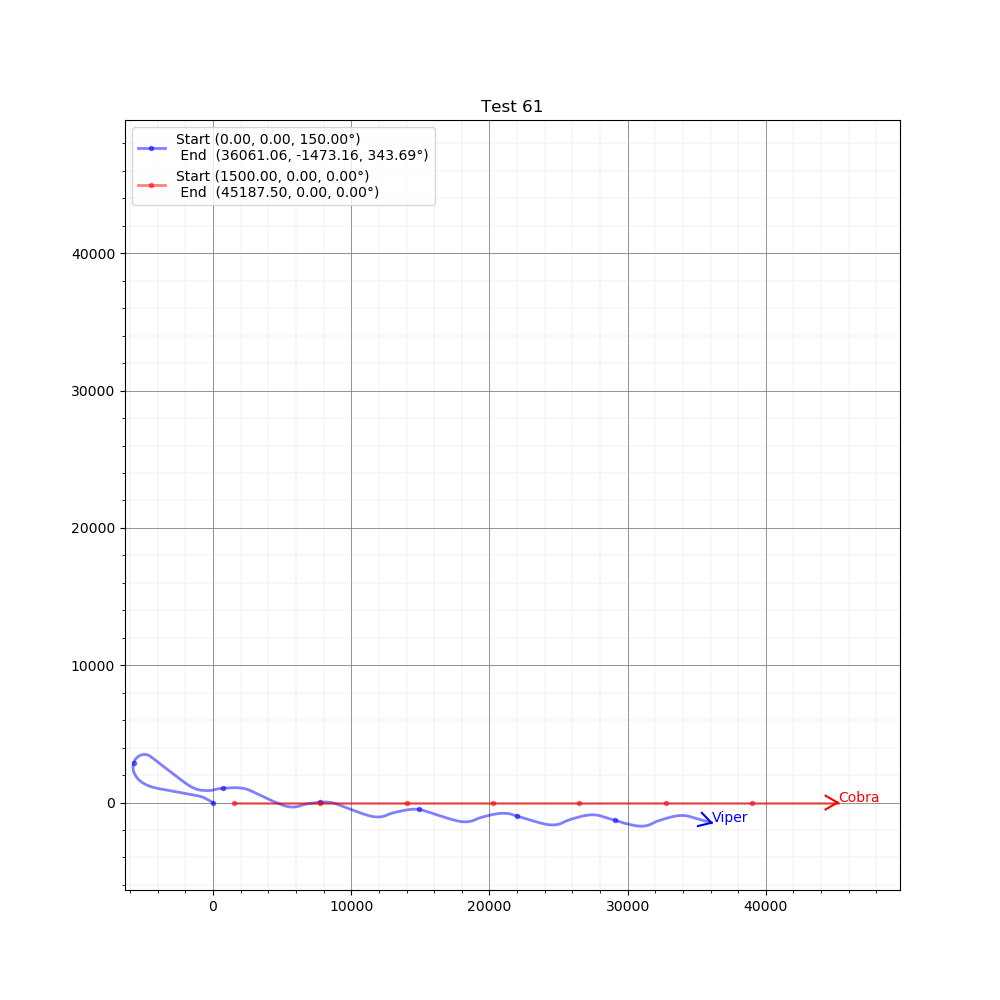 Test 61
Start (0.00, 0.00, 150.00°)
End (36061.06, -1473.16, 343.69°)
Start (1500.00, 0.00, 0.00°)
End (45187.50, 0.00, 0.00°)
40000
30000
20000
10000
0
Cobra
Viper
0 10000 20000 30000 40000